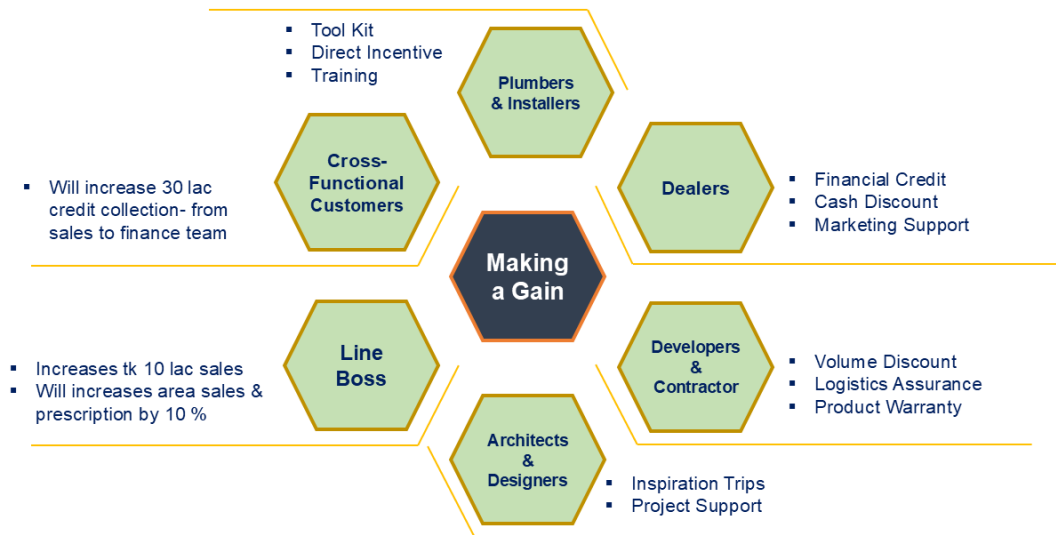 ▪ Tool Kit
▪ Direct Incentive
▪ Training
Plumbers
& Installers
Cross-
Functional
Customers
▪ Will increase 30 lac
credit collection- from
sales to finance team
Dealers
▪ Financial Credit
▪ Cash Discount
▪ Marketing Support
Making
a Gain
Line
Boss
▪ Increases tk 10 lac sales
▪ Will increases area sales &
prescription by 10 %
Developers
&
Contractor
▪ Volume Discount
▪ Logistics Assurance
▪ Product Warranty
Architects
&
Designers
▪ Inspiration Trips
▪ Project Support